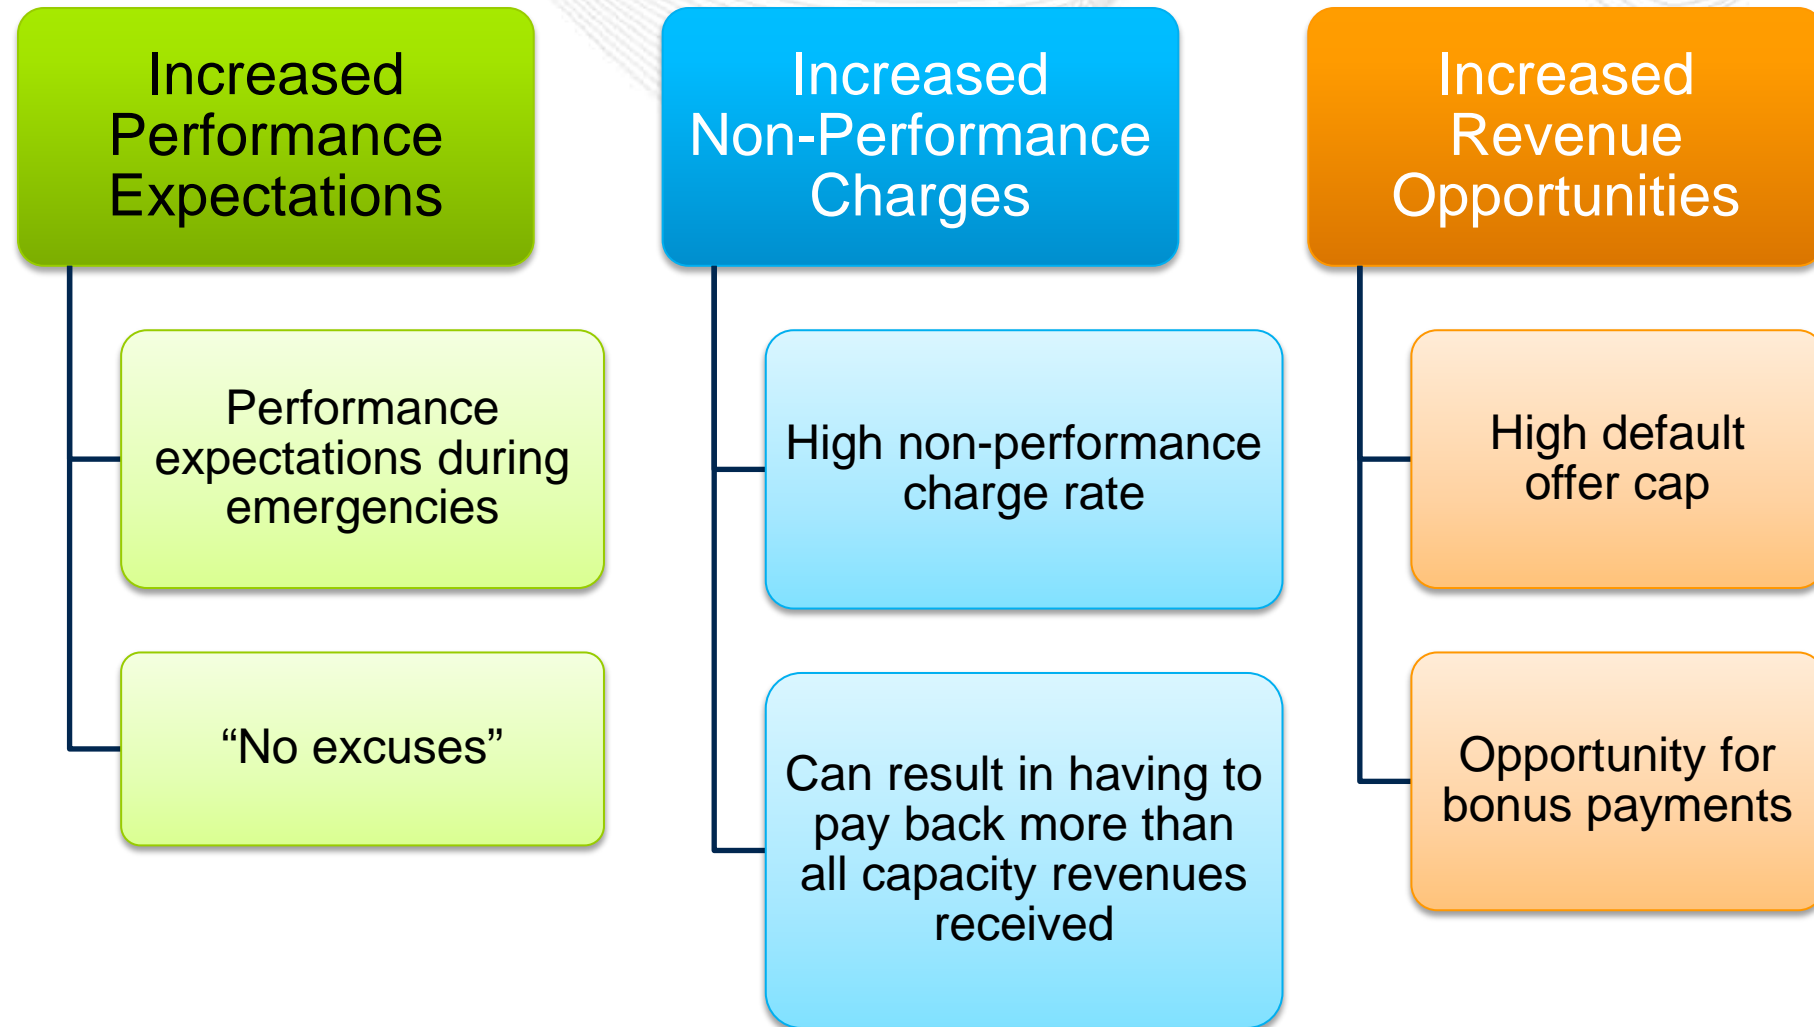 Increased
Performance
Expectations
Performance
expectations during
emergencies
“No excuses”
Increased
Non-Performance
Charges
High non-performance
charge rate
Can result in having to
pay back more than
all capacity revenues
received
Increased
Revenue
Opportunities
High default
offer cap
Opportunity for
bonus payments